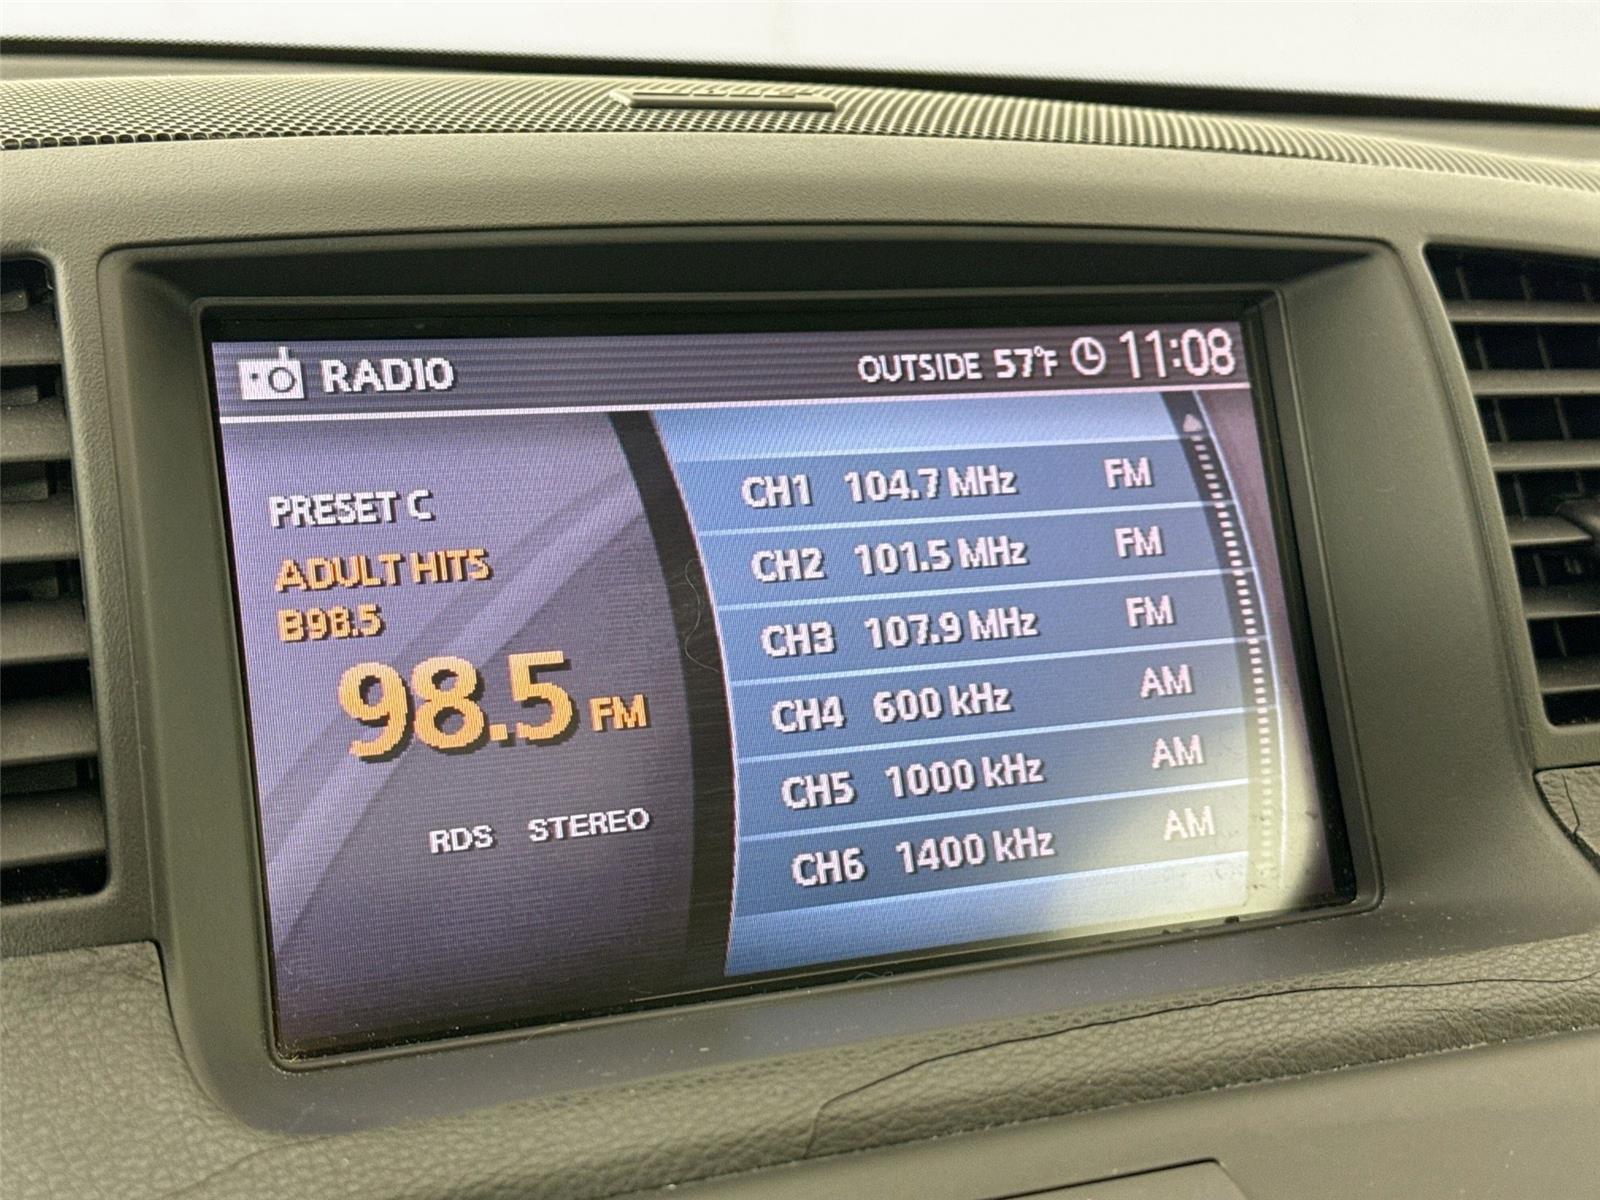 RADIO OUTSIDE 57°F 11:08
PRESET C
ADULT HITS
B98.5
98.5 FM
RDS STEREO
CH1 104.7 MHz FM
CH2 101.5 MHz FM
CH3 107.9 MHz FM
CH4 600 kHz AM
CH5 1000 kHz AM
CH6 1400 kHz AM